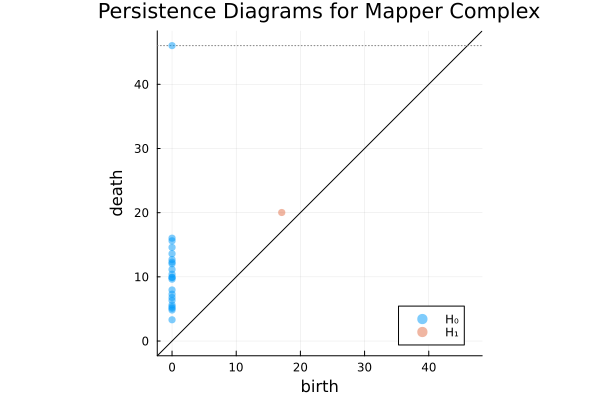 Persistence Diagrams for Mapper Complex
death
40
30
20
10
0
0 10 20 30 40
birth
H₀
H₁